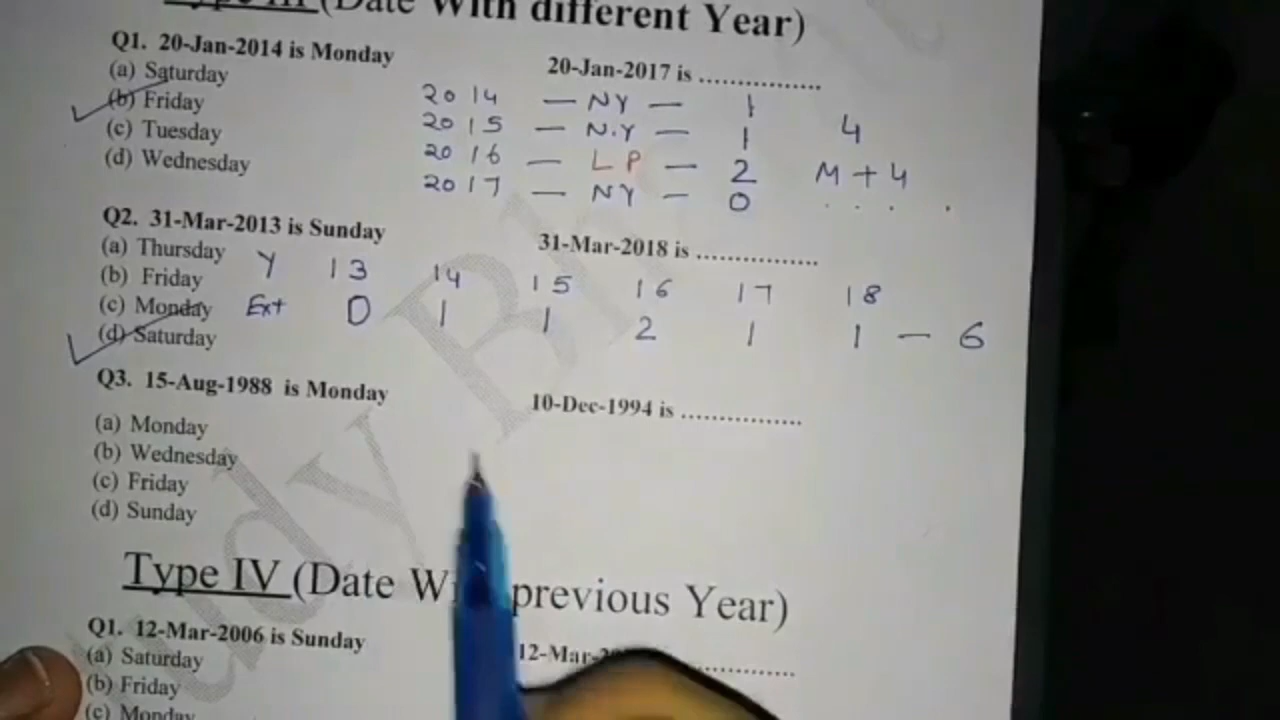 (Date With different Year)
Q1. 20-Jan-2014 is Monday 20-Jan-2017 is ...............
(a) Saturday
(b) Friday
(c) Tuesday
(d) Wednesday
2014 — NY — 1
2015 — N.Y — 1 4
2016 — LP — 2 M + 4
2017 — NY — 0
Q2. 31-Mar-2013 is Sunday 31-Mar-2018 is ...............
(a) Thursday
(b) Friday
(c) Monday
(d) Saturday
Y 13 14 15 16 17 18
Ext 0 1 1 2 1 1 — 6
Q3. 15-Aug-1988 is Monday 10-Dec-1994 is ...............
(a) Monday
(b) Wednesday
(c) Friday
(d) Sunday
Type IV (Date previous Year)
Q1. 12-Mar-2006 is Sunday 12-Mar-
(a) Saturday
(b) Friday
(c) Monday